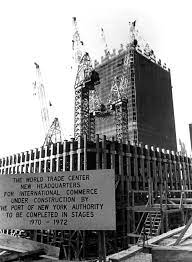 THE WORLD TRADE CENTER
NEW HEADQUARTERS
FOR INTERNATIONAL COMMERCE
UNDER CONSTRUCTION BY
THE PORT OF NEW YORK AUTHORITY
TO BE COMPLETED IN STAGES
1970 - 1972